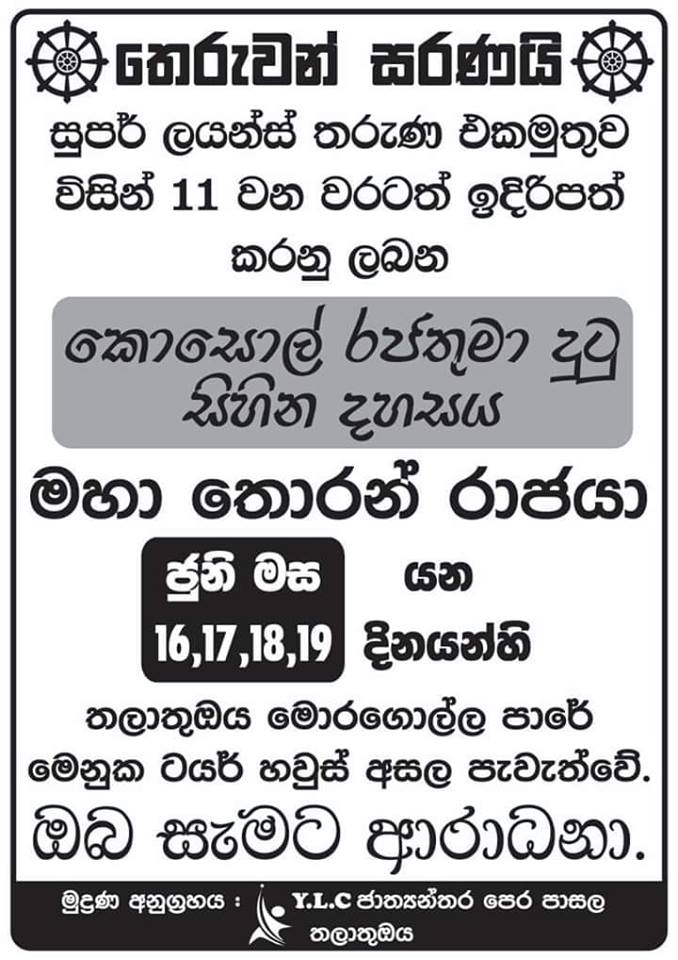 තෙරුවන් සරණයි
සුපර් ලයන්ස් තරුණ එකමුතුව
විසින් 11 වන වරටත් ඉදිරිපත්
කරනු ලබන
කොසොල් රජතුමා දුටු
සිහින දහසය
මහා තොරන් රාජයා
ජුනි මස යන
16,17,18,19 දිනයන්හි
තලාතුඔය මොරගොල්ල පාරේ
මෙනුක ටයර් හවුස් අසල පැවැත්වේ.
ඔබ සැමට ආරාධනා.
මුද්‍රණ අනුග්‍රහය : Y.L.C ජාත්‍යන්තර පෙර පාසල
තලාතුඔය